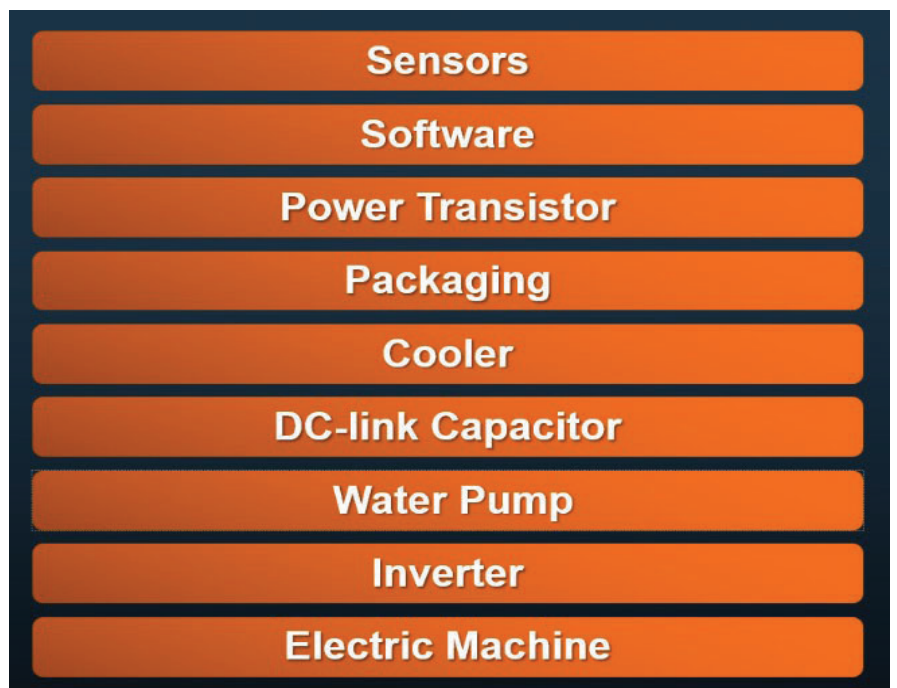 Sensors
Software
Power Transistor
Packaging
Cooler
DC-link Capacitor
Water Pump
Inverter
Electric Machine